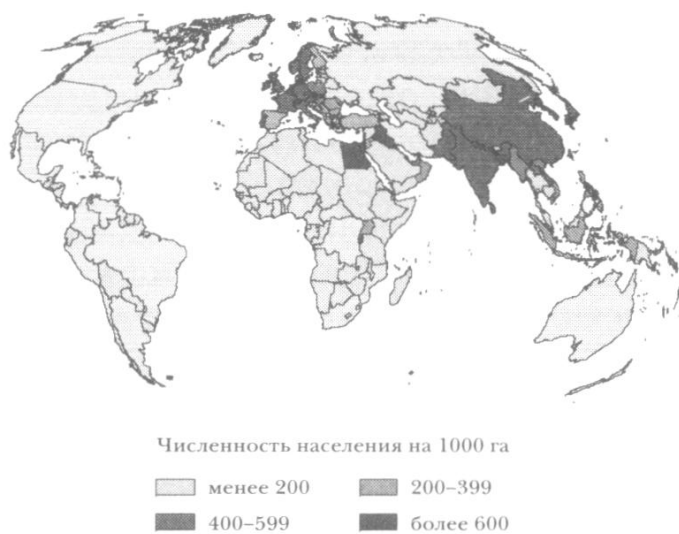 Численность населения на 1000 га
менее 200
200–399
400–599
более 600